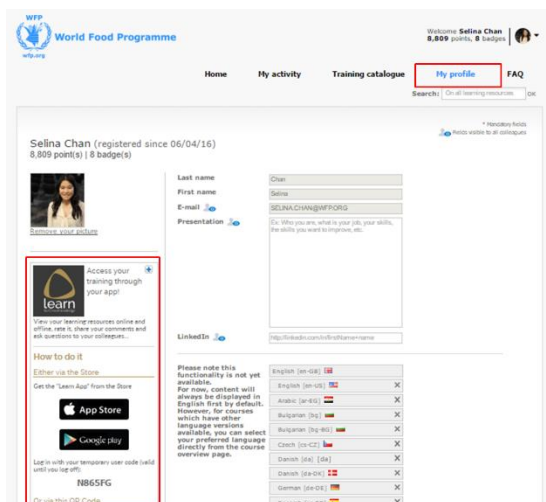 WFP
World Food Programme
wfp.org
Welcome Selina Chan
8,809 points, 8 badges
Home My activity Training catalogue My profile FAQ
Search: On all learning resources OK
* Mandatory fields
Fields visible to all colleagues
Selina Chan (registered since 06/04/16)
8,809 point(s) | 8 badge(s)
Remove your picture
Last name Chan
First name Selina
E-mail SELINA.CHAN@WFP.ORG
Presentation Ex: Who you are, what is your job, your skills,
the skills you want to improve, etc.
LinkedIn http://linkedin.com/in/firstName+name
learn
Access your
training through
your app!
View your learning resources online and
offline, rate it, share your comments and
ask questions to your colleagues...
How to do it
Either via the Store
Get the "Learn App" from the Store
App Store
Google play
Log in with your temporary user code (valid
until you log off):
N865FG
Or via this QR Code
Please note this
functionality is not yet
available.
For now, content will
always be displayed in
English first by default.
However, for courses
which have other
language versions
available, you can select
your preferred language
directly from the course
overview page.
English [en-GB]
English [en-US] X
Arabic [ar-EG] X
Bulgarian [bg] X
Bulgarian [bg-BG] X
Czech [cs-CZ] X
Danish [da] [da] X
Danish [da-DK] X
German [de-DE] X